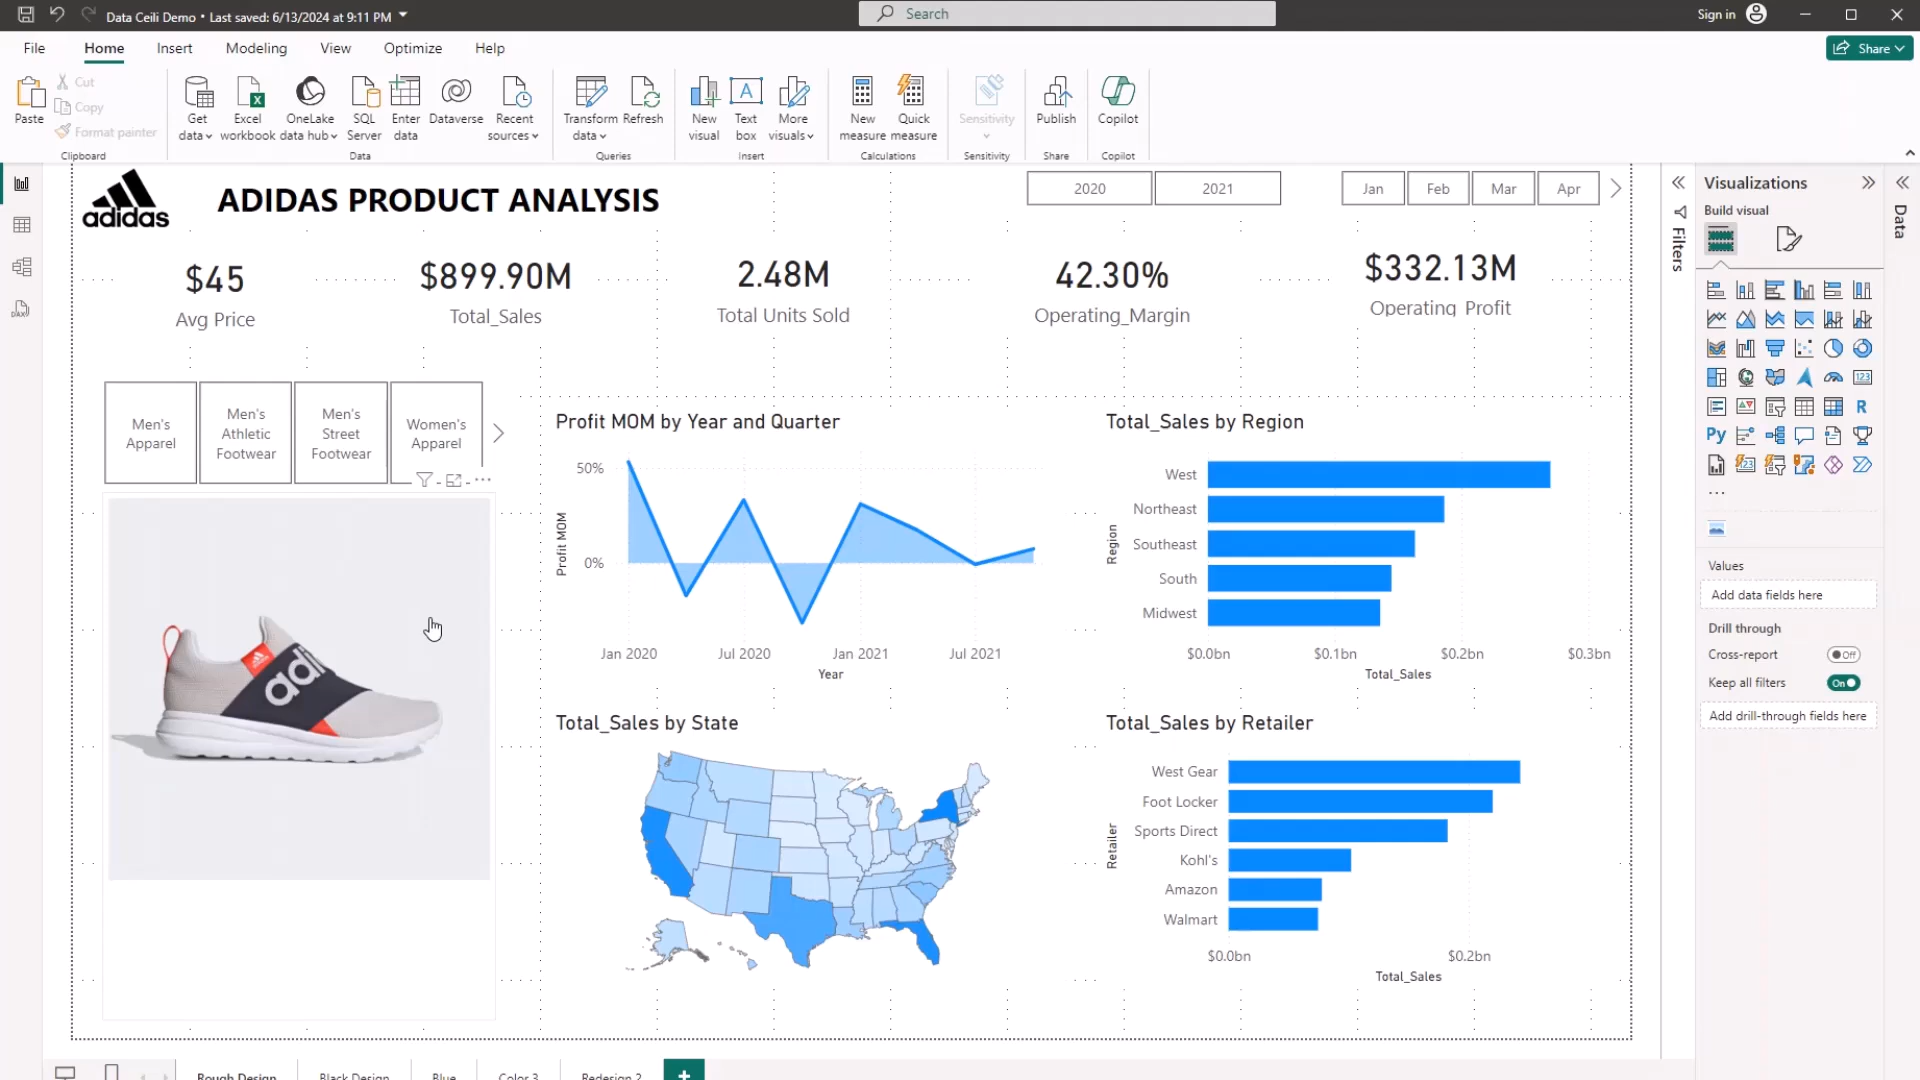 Data Ceili Demo • Last saved: 6/13/2024 at 9:11 PM
Search
Sign in
File Home Insert Modeling View Optimize Help
Share
Paste
Cut
Copy
Format painter
Clipboard
Get data
Excel workbook
OneLake data hub
SQL Server
Enter data
Dataverse
Recent sources
Data
Transform data
Refresh
Queries
New visual
Text box
More visuals
Insert
New measure
Quick measure
Calculations
Sensitivity
Sensitivity
Publish
Share
Copilot
Copilot
adidas
ADIDAS PRODUCT ANALYSIS
2020 2021
Jan Feb Mar Apr
$45
Avg Price
$899.90M
Total_Sales
2.48M
Total Units Sold
42.30%
Operating_Margin
$332.13M
Operating Profit
Men's Apparel
Men's Athletic Footwear
Men's Street Footwear
Women's Apparel
adi
Profit MOM by Year and Quarter
50%
0%
Profit MOM
Jan 2020 Jul 2020 Jan 2021 Jul 2021
Year
Total_Sales by Region
Region
West
Northeast
Southeast
South
Midwest
$0.0bn $0.1bn $0.2bn $0.3bn
Total_Sales
Total_Sales by State
Total_Sales by Retailer
Retailer
West Gear
Foot Locker
Sports Direct
Kohl's
Amazon
Walmart
$0.0bn $0.2bn
Total_Sales
Filters
Visualizations
Build visual
123
R
Py
123
Values
Add data fields here
Drill through
Cross-report Off
Keep all filters On
Add drill-through fields here
Data
DAX
Rough Design Black Design Blue Color 3 Redesign 2 +